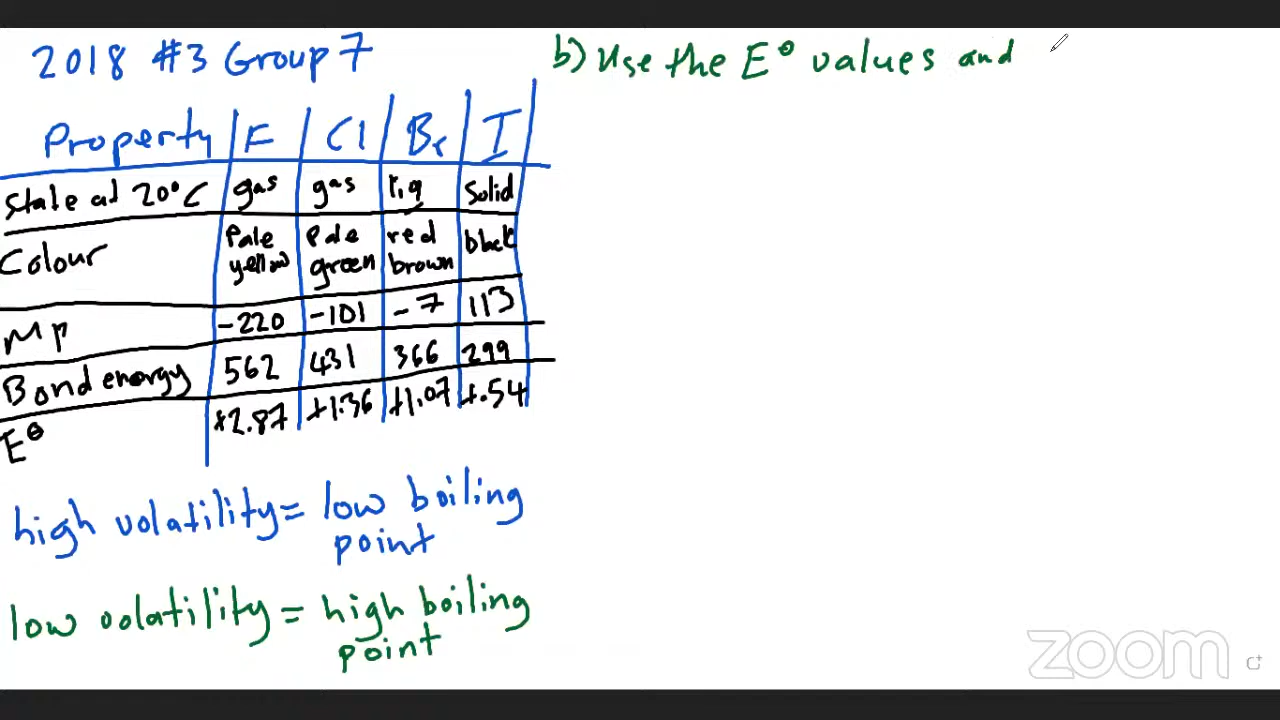 2018 #3 Group 7
Property F Cl Br I
State at 20°C gas gas liq Solid
Colour Pale yellow Pale green red brown black
MP -220 -101 -7 113
Bond energy 562 431 366 299
E⦵ +2.87 +1.36 +1.07 +.54
high volatility = low boiling
point
low volatility = high boiling
point
b) Use the E⦵ values and
zoom